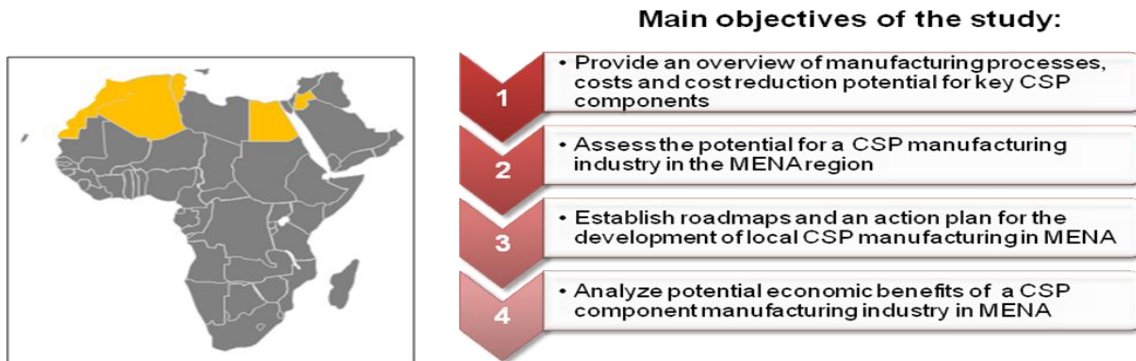 Main objectives of the study:
1
• Provide an overview of manufacturing processes,
costs and cost reduction potential for key CSP
components
2
• Assess the potential for a CSP manufacturing
industry in the MENA region
3
• Establish roadmaps and an action plan for the
development of local CSP manufacturing in MENA
4
• Analyze potential economic benefits of a CSP
component manufacturing industry in MENA